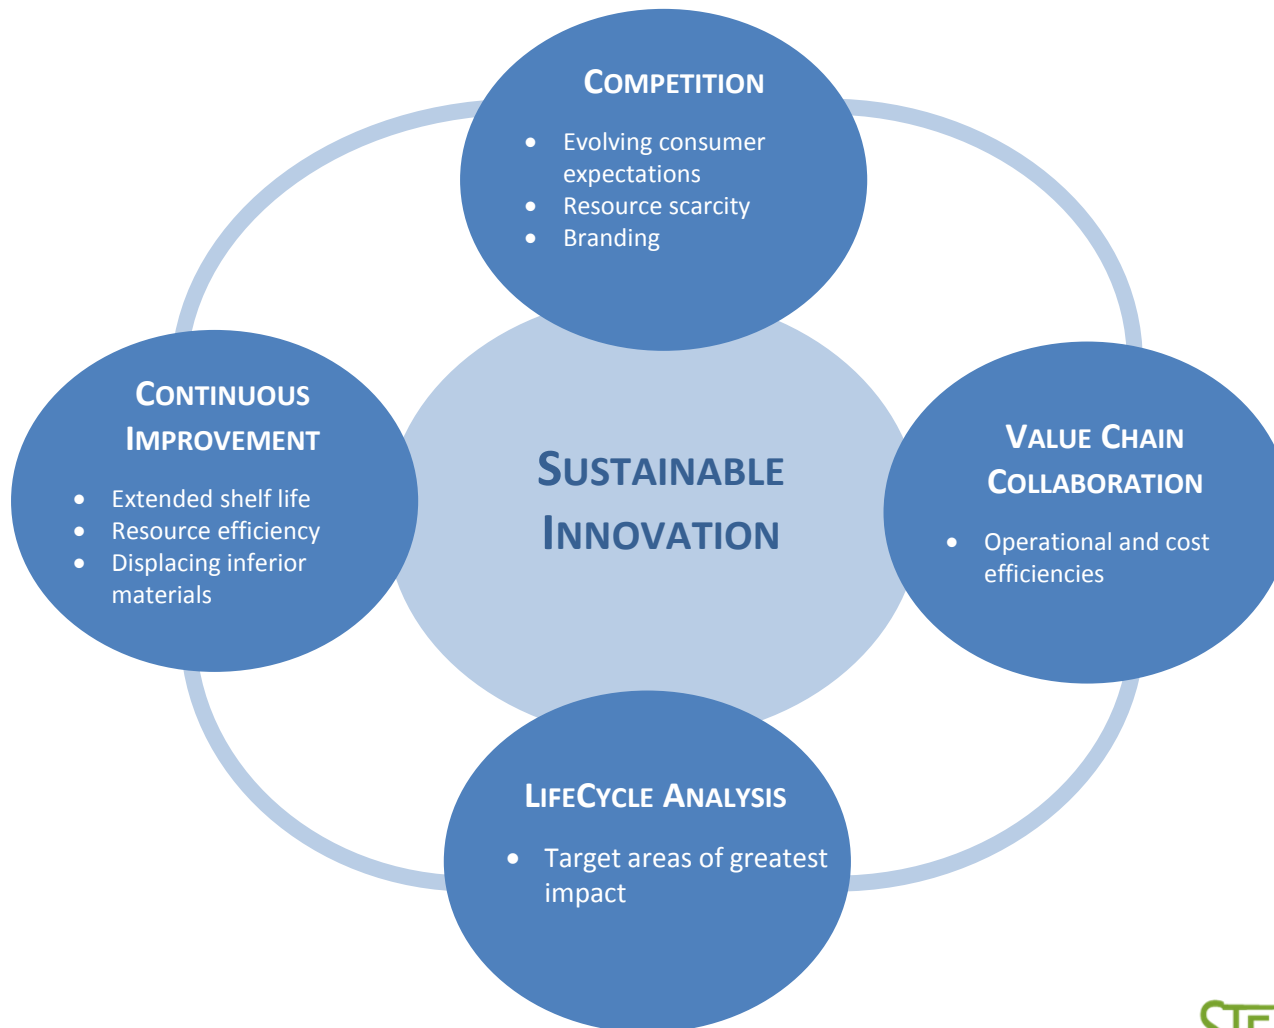 COMPETITION
• Evolving consumer
expectations
• Resource scarcity
• Branding
CONTINUOUS
IMPROVEMENT
• Extended shelf life
• Resource efficiency
• Displacing inferior
materials
SUSTAINABLE
INNOVATION
VALUE CHAIN
COLLABORATION
• Operational and cost
efficiencies
LIFECYCLE ANALYSIS
• Target areas of greatest
impact